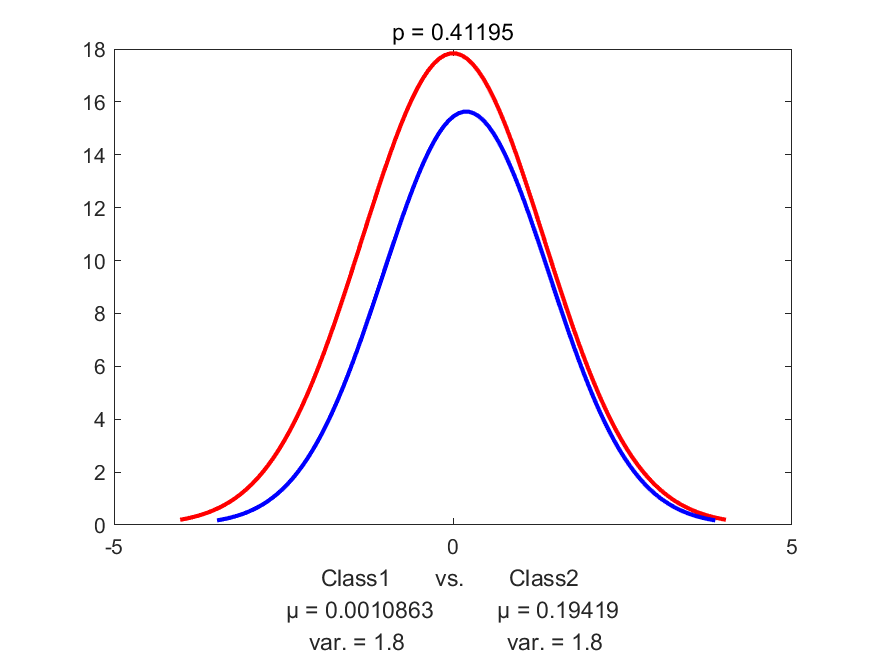 p = 0.41195
18
16
14
12
10
8
6
4
2
0
-5 0 5
Class1 vs. Class2
μ = 0.0010863 μ = 0.19419
var. = 1.8 var. = 1.8